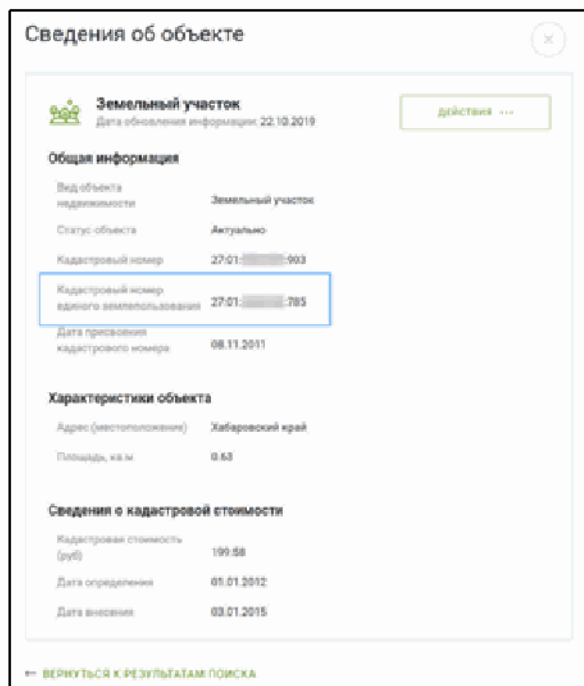 Сведения об объекте
Земельный участок
Дата обновления информации: 22.10.2019
ДЕЙСТВИЯ ...
Общая информация
Вид объекта
недвижимости
Земельный участок
Статус объекта
Актуально
Кадастровый номер
27:01: :903
Кадастровый номер
единого землепользования
27:01: :785
Дата присвоения
кадастрового номера
08.11.2011
Характеристики объекта
Адрес (местоположение)
Хабаровский край
Площадь, кв.м
0.63
Сведения о кадастровой стоимости
Кадастровая стоимость
(руб)
199.58
Дата определения
01.01.2012
Дата внесения
03.01.2015
← ВЕРНУТЬСЯ К РЕЗУЛЬТАТАМ ПОИСКА